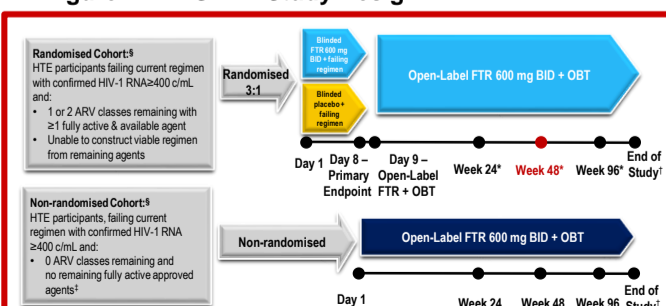 Randomised Cohort:§
HTE participants failing current regimen
with confirmed HIV-1 RNA≥400 c/mL
and:
• 1 or 2 ARV classes remaining with
≥1 fully active & available agent
• Unable to construct viable regimen
from remaining agents
Randomised
3:1
Blinded
FTR 600 mg
BID + failing
regimen
Blinded
placebo +
failing
regimen
Open-Label FTR 600 mg BID + OBT
Day 1
Day 8 –
Primary
Endpoint
Day 9 –
Open-Label
FTR + OBT
Week 24*
Week 48*
Week 96*
End of
Study†
Non-randomised Cohort:§
HTE participants, failing current
regimen with confirmed HIV-1 RNA
≥400 c/mL and:
• 0 ARV classes remaining and
no remaining fully active approved
agents‡
Non-randomised
Open-Label FTR 600 mg BID + OBT
Day 1
Week 24
Week 48
Week 96
End of
Study†